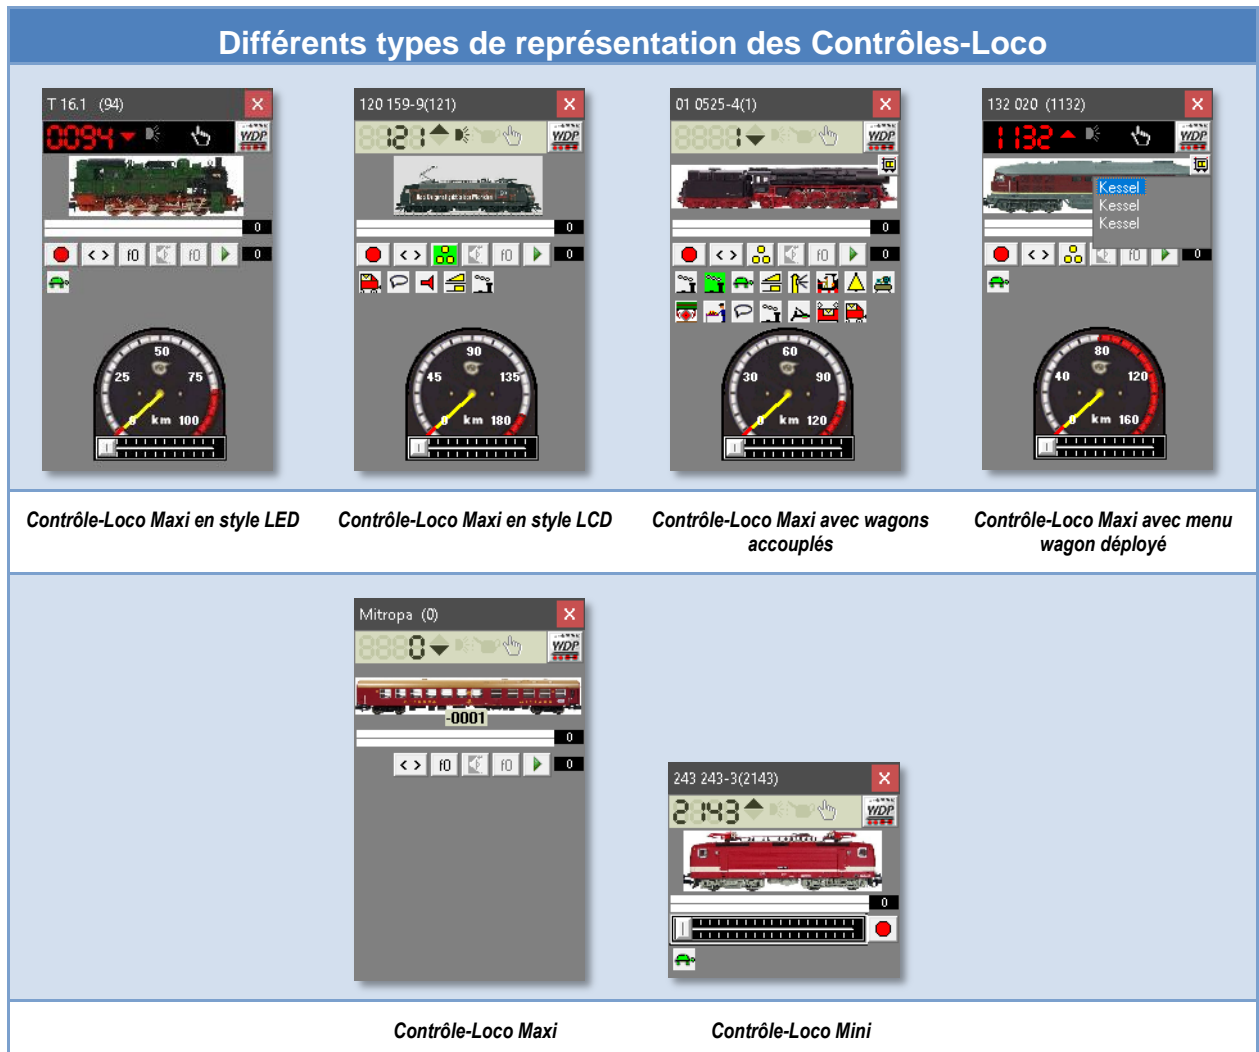 Différents types de représentation des Contrôles-Loco
T 16.1 (94)
0094
WDP
0
< > f0 f0 0
50
25 75
0 km 100
120 159-9(121)
121
WDP
0
< > f0 0
90
45 135
0 km 180
01 0525-4(1)
1
WDP
0
< > f0 0
60
30 90
0 km 120
132 020 (1132)
1132
WDP
Kessel
Kessel
Kessel
0
< > f0 0
80
40 120
0 km 160
Contrôle-Loco Maxi en style LED
Contrôle-Loco Maxi en style LCD
Contrôle-Loco Maxi avec wagons
accouplés
Contrôle-Loco Maxi avec menu
wagon déployé
Mitropa (0)
0
WDP
-0001
0
< > f0 f0 0
243 243-3(2143)
2143
WDP
0
Contrôle-Loco Maxi
Contrôle-Loco Mini